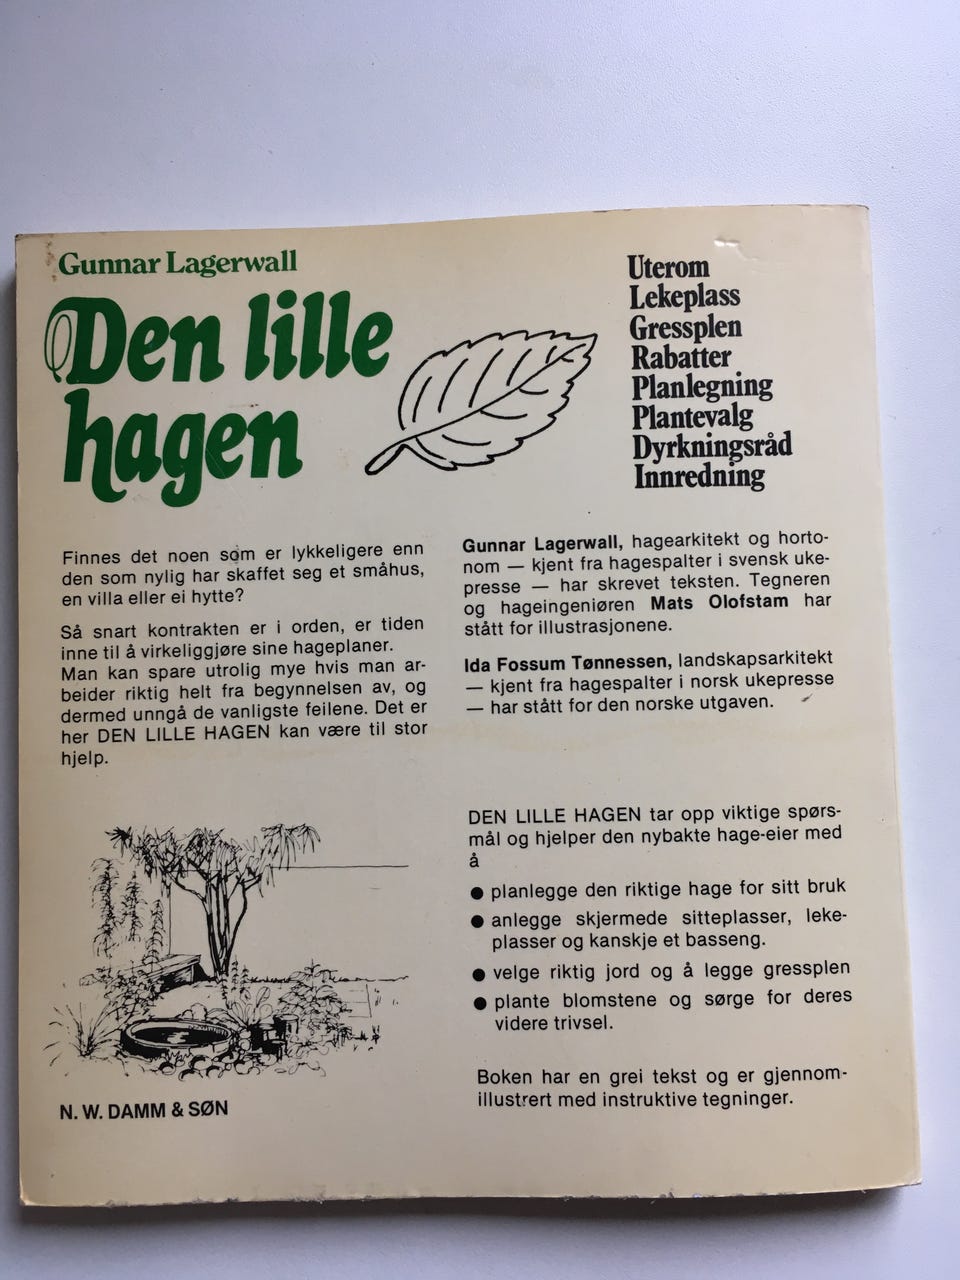 Gunnar Lagerwall
Den lille
hagen
Uterom
Lekeplass
Gressplen
Rabatter
Planlegning
Plantevalg
Dyrkningsråd
Innredning
Finnes det noen som er lykkeligere enn
den som nylig har skaffet seg et småhus,
en villa eller ei hytte?
Så snart kontrakten er i orden, er tiden
inne til å virkeliggjøre sine hageplaner.
Man kan spare utrolig mye hvis man ar-
beider riktig helt fra begynnelsen av, og
dermed unngå de vanligste feilene. Det er
her DEN LILLE HAGEN kan være til stor
hjelp.
N. W. DAMM & SØN
Gunnar Lagerwall, hagearkitekt og horto-
nom — kjent fra hagespalter i svensk uke-
presse — har skrevet teksten. Tegneren
og hageingeniøren Mats Olofstam har
stått for illustrasjonene.
Ida Fossum Tønnessen, landskapsarkitekt
— kjent fra hagespalter i norsk ukepresse
— har stått for den norske utgaven.
DEN LILLE HAGEN tar opp viktige spørs-
mål og hjelper den nybakte hage-eier med
å
● planlegge den riktige hage for sitt bruk
● anlegge skjermede sitteplasser, leke-
plasser og kanskje et basseng.
● velge riktig jord og å legge gressplen
● plante blomstene og sørge for deres
videre trivsel.
Boken har en grei tekst og er gjennom-
illustrert med instruktive tegninger.